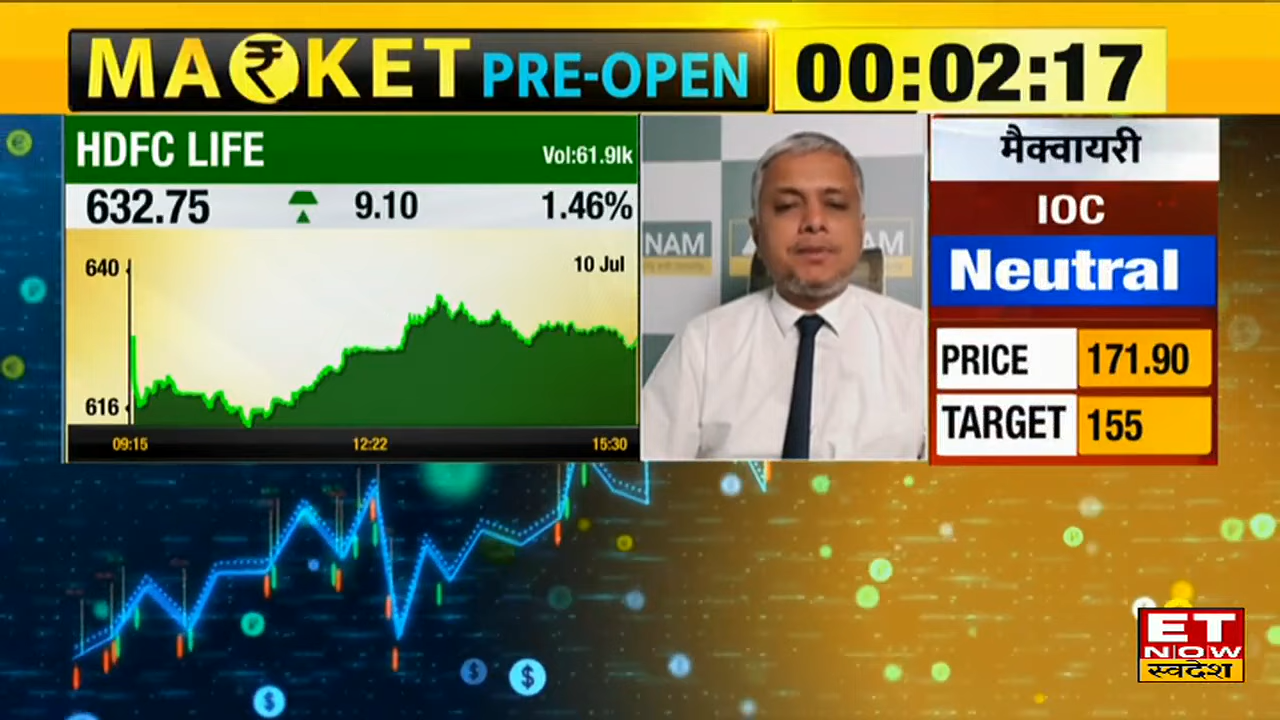 MA₹KET PRE-OPEN
00:02:17
HDFC LIFE
Vol:61.9lk
632.75
9.10
1.46%
640
10 Jul
616
09:15
12:22
15:30
NAM
AM
मैक्वायरी
IOC
Neutral
PRICE 171.90
TARGET 155
ET
NOW
स्वदेश